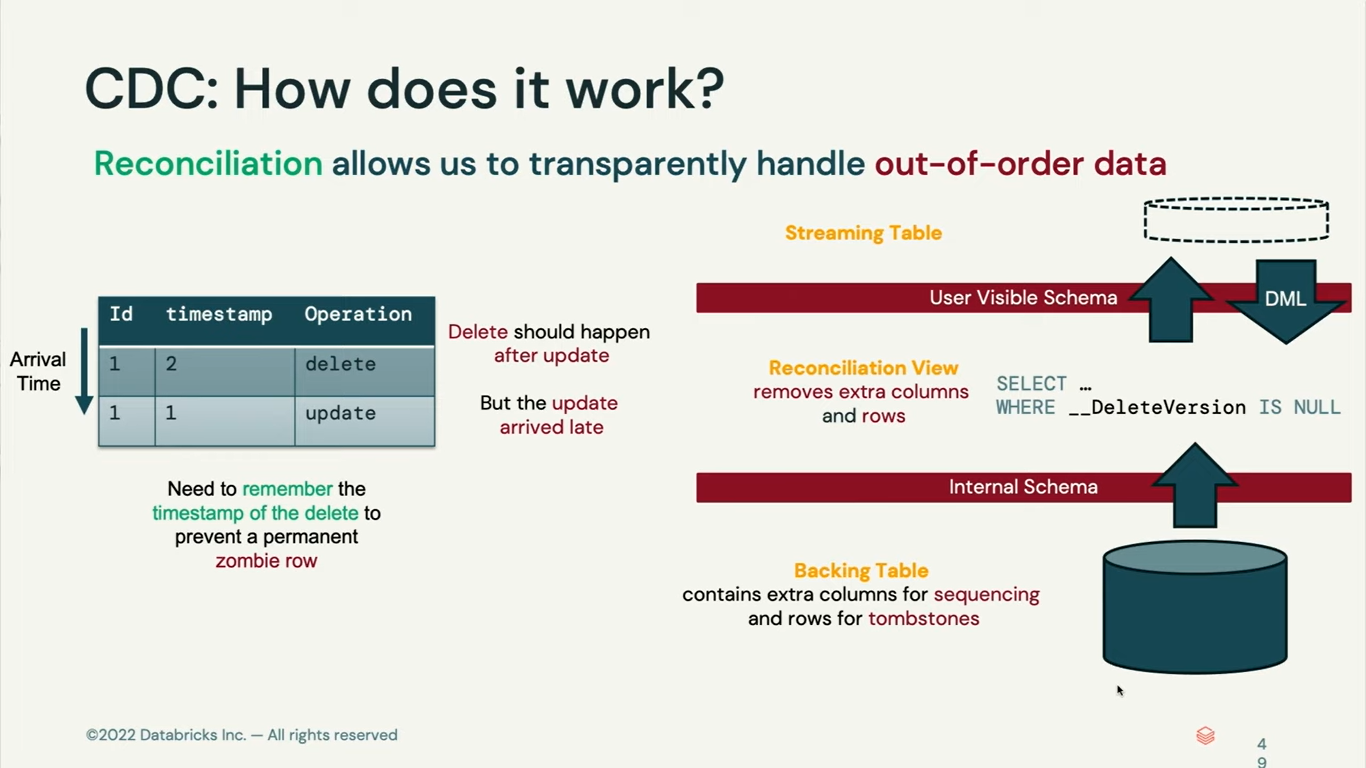 CDC: How does it work?
Reconciliation allows us to transparently handle out-of-order data
Arrival
Time
Id timestamp Operation
1 2 delete
1 1 update
Delete should happen
after update
But the update
arrived late
Need to remember the
timestamp of the delete to
prevent a permanent
zombie row
Streaming Table
User Visible Schema
DML
Reconciliation View
removes extra columns
and rows
SELECT …
WHERE __DeleteVersion IS NULL
Internal Schema
Backing Table
contains extra columns for sequencing
and rows for tombstones
©2022 Databricks Inc. — All rights reserved
4
9